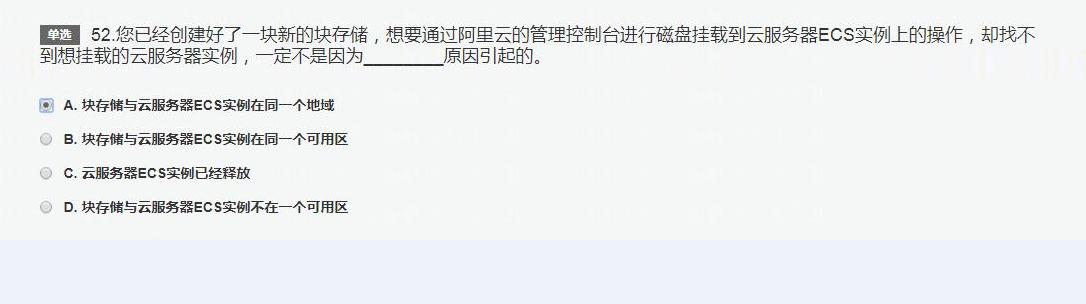 单选 52.您已经创建好了一块新的块存储，想要通过阿里云的管理控制台进行磁盘挂载到云服务器ECS实例上的操作，却找不
到想挂载的云服务器实例，一定不是因为________原因引起的。
A. 块存储与云服务器ECS实例在同一个地域
B. 块存储与云服务器ECS实例在同一个可用区
C. 云服务器ECS实例已经释放
D. 块存储与云服务器ECS实例不在一个可用区